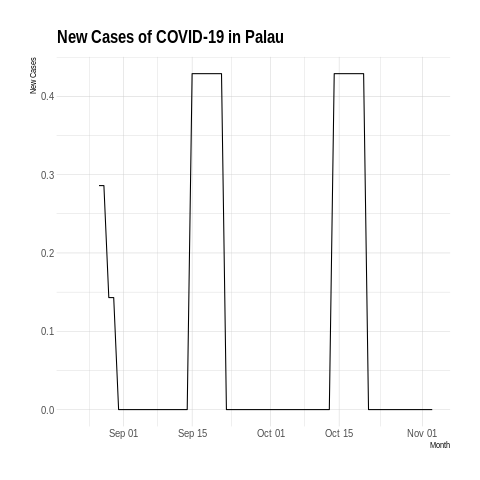 New Cases of COVID-19 in Palau
New Cases
0.4
0.3
0.2
0.1
0.0
Sep 01 Sep 15 Oct 01 Oct 15 Nov 01
Month